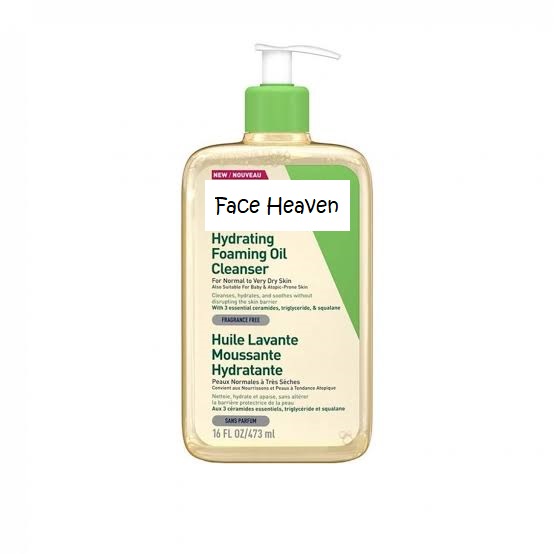 NEW / NOUVEAU
Face Heaven
Hydrating
Foaming Oil
Cleanser
For Normal to Very Dry Skin
Also Suitable For Baby & Atopic-Prone Skin
Cleanses, hydrates, and soothes without
disrupting the skin barrier
With 3 essential ceramides, triglyceride, & squalane
FRAGRANCE FREE
Huile Lavante
Moussante
Hydratante
Peaux Normales à Très Sèches
Convient aux Nourrissons et Peaux à Tendance Atopique
Nettoie, hydrate et apaise, sans altérer
la barrière protectrice de la peau
Aux 3 céramides essentiels, triglycéride et squalane
SANS PARFUM
16 FL OZ/473 ml